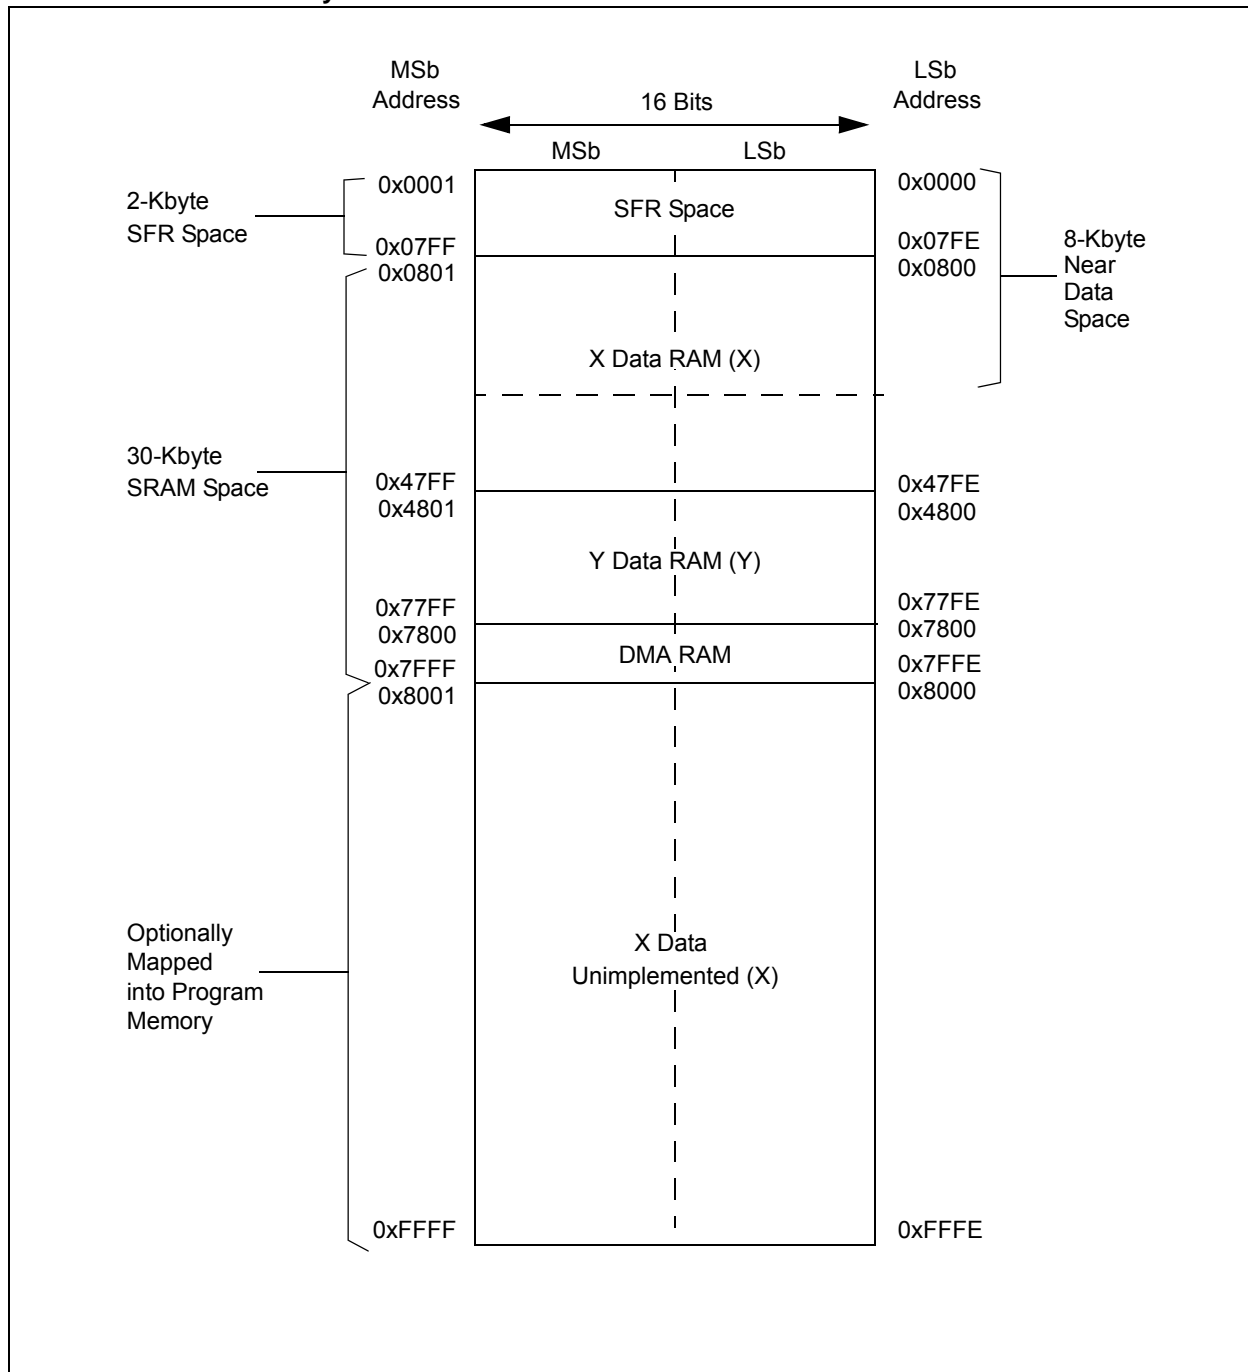 MSb
Address
LSb
Address
16 Bits
MSb
LSb
2-Kbyte
SFR Space
0x0001
0x07FF
0x0801
SFR Space
0x0000
0x07FE
0x0800
8-Kbyte
Near
Data
Space
X Data RAM (X)
30-Kbyte
SRAM Space
0x47FF
0x4801
0x47FE
0x4800
Y Data RAM (Y)
0x77FF
0x7800
0x77FE
0x7800
DMA RAM
0x7FFF
0x8001
0x7FFE
0x8000
Optionally
Mapped
into Program
Memory
X Data
Unimplemented (X)
0xFFFF
0xFFFE